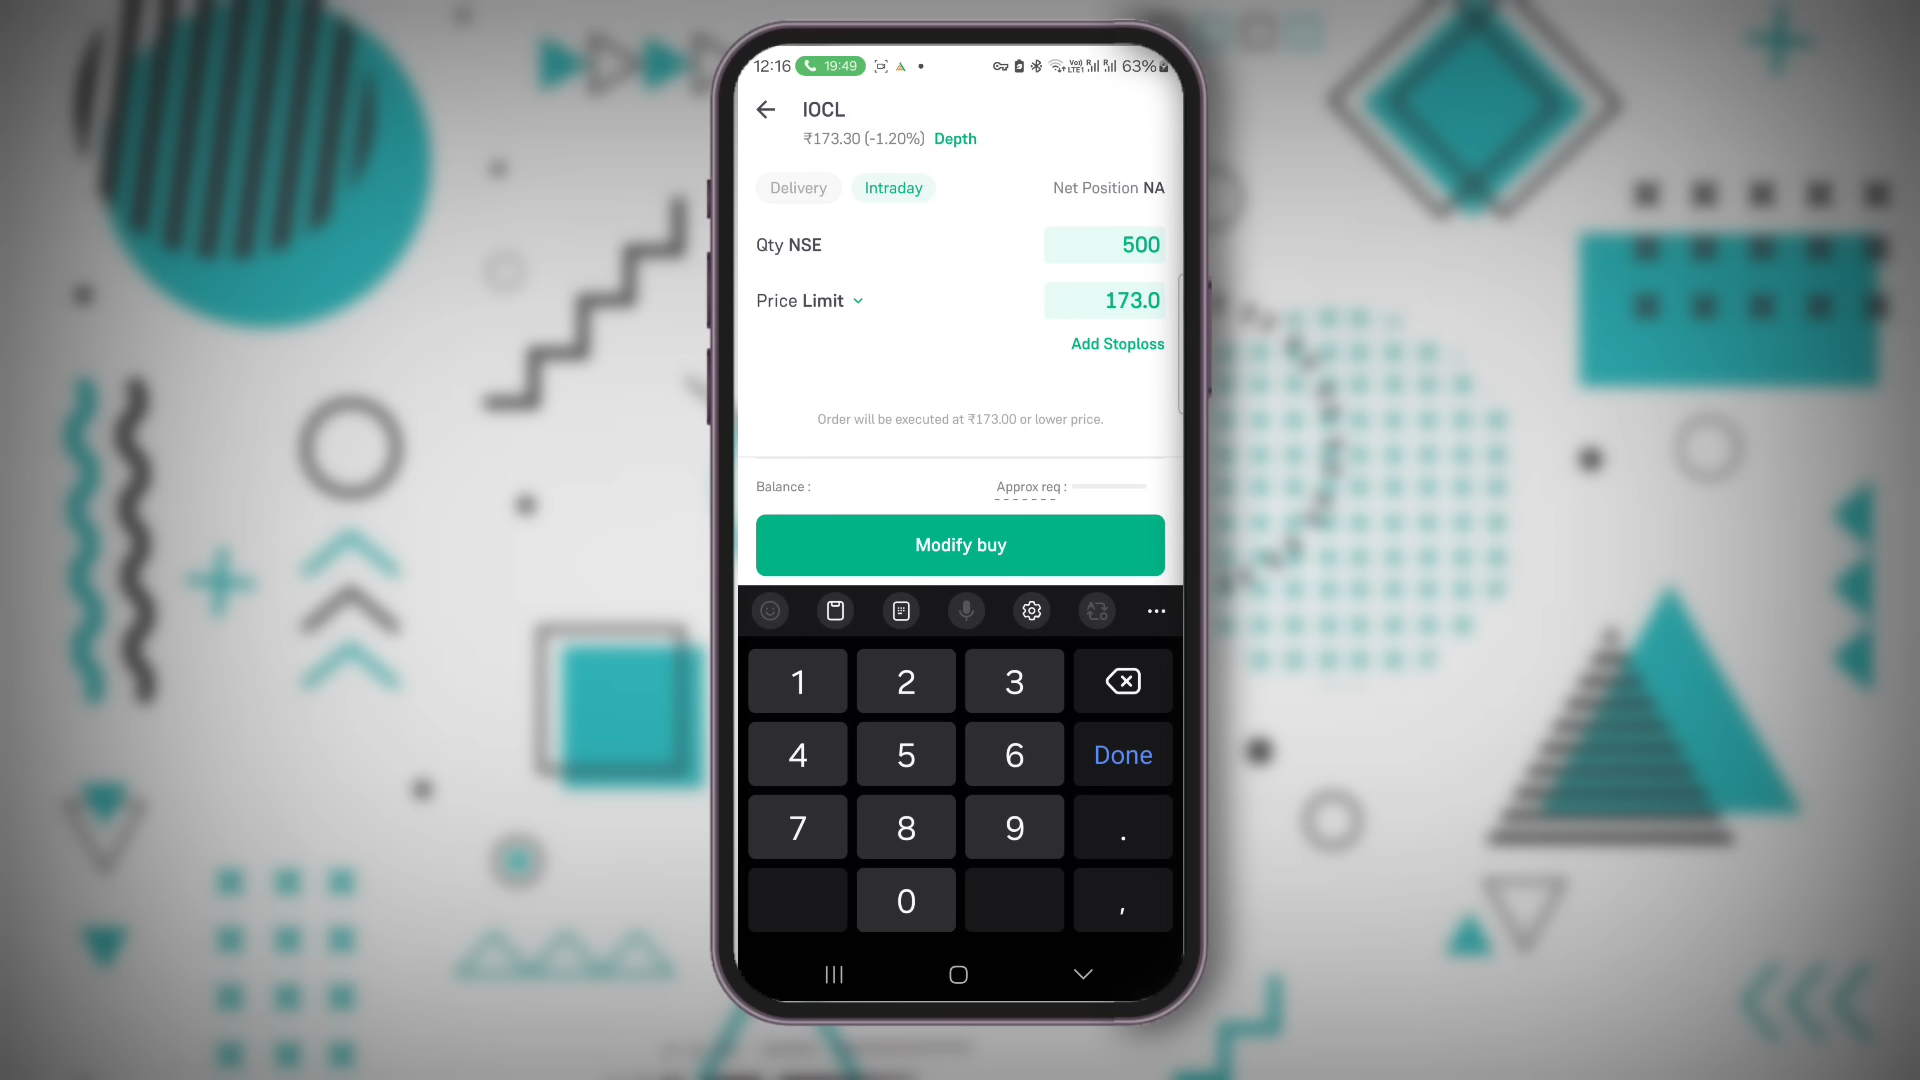 12:16 19:49 63%
IOCL
₹173.30 (-1.20%) Depth
Delivery Intraday Net Position NA
Qty NSE 500
Price Limit 173.0
Add Stoploss
Order will be executed at ₹173.00 or lower price.
Balance : Approx req :
Modify buy
1 2 3
4 5 6 Done
7 8 9 .
0 ,